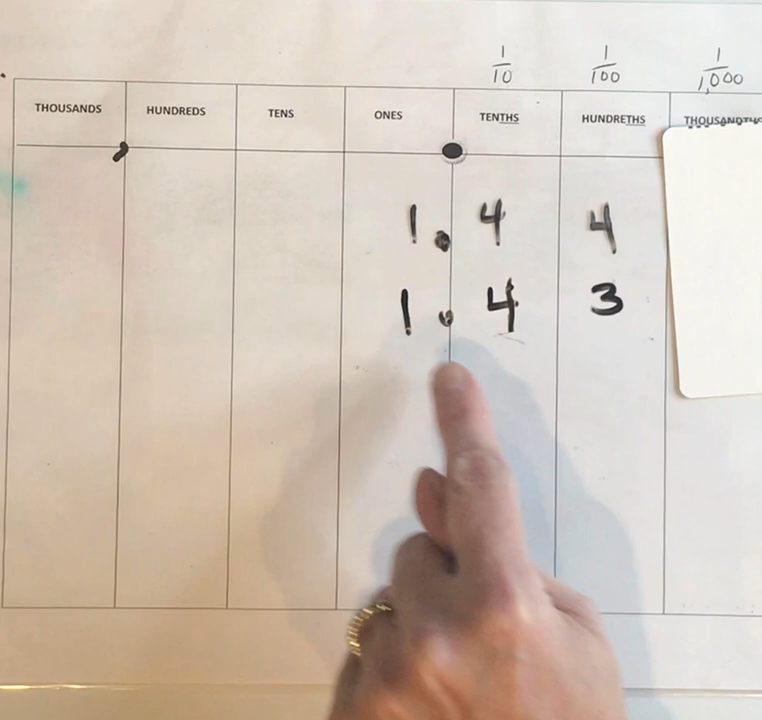 1/10 1/100 1/1,000
THOUSANDS HUNDREDS TENS ONES TENTHS HUNDRETHS
, .
1.4 4
1.4 3